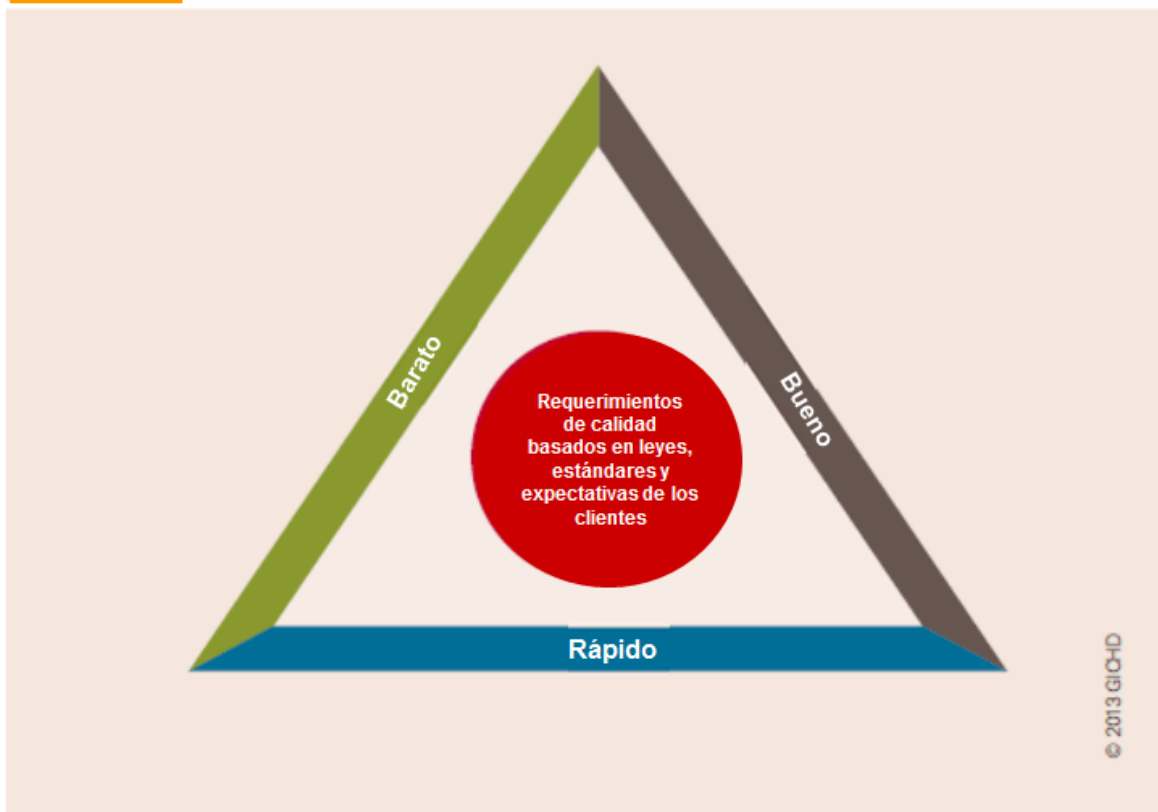 Barato
Bueno
Requerimientos
de calidad
basados en leyes,
estándares y
expectativas de los
clientes
Rápido
© 2013 GICHD